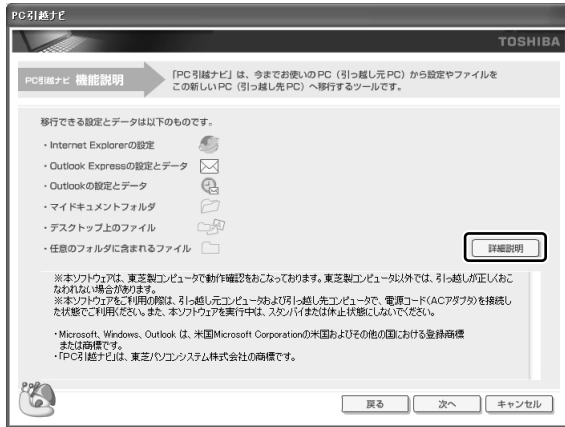 PC引越ナビ
TOSHIBA
PC引越ナビ 機能説明
「PC引越ナビ」は、今までお使いのPC(引っ越し元PC)から設定やファイルを
この新しいPC(引っ越し先PC)へ移行するツールです。
移行できる設定とデータは以下のものです。
・Internet Explorerの設定
・Outlook Expressの設定とデータ
・Outlookの設定とデータ
・マイドキュメントフォルダ
・デスクトップ上のファイル
・任意のフォルダに含まれるファイル
詳細説明
※本ソフトウェアは、東芝製コンピュータで動作確認をおこなっております。東芝製コンピュータ以外では、引っ越しが正しくおこ
なわれない場合があります。
※本ソフトウェアをご利用の際は、引っ越し元コンピュータおよび引っ越し先コンピュータで、電源コード(ACアダプタ)を接続し
た状態でご利用ください。また、本ソフトウェアを実行中は、スタンバイまたは休止状態にしないでください。
・Microsoft、Windows、Outlook は、米国Microsoft Corporationの米国およびその他の国における登録商標
または商標です。
・「PC引越ナビ」は、東芝パソコンシステム株式会社の商標です。
戻る
次へ
キャンセル